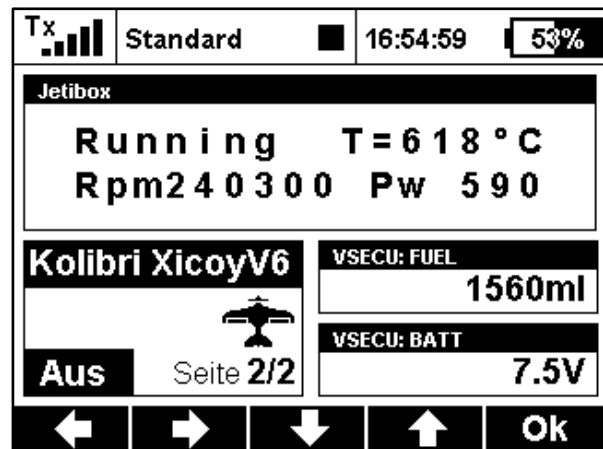 Tx
Standard
16:54:59
53%
Jetibox
Running T=618°C
Rpm240300 Pw 590
Kolibri XicoyV6
Aus
Seite 2/2
VSECU: FUEL
1560ml
VSECU: BATT
7.5V
Ok